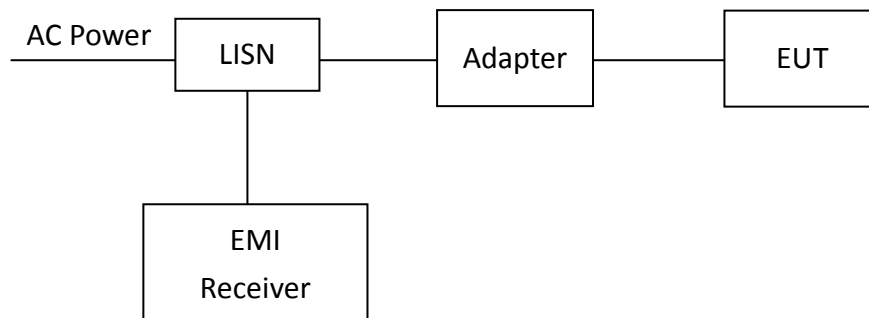 AC Power
LISN
Adapter
EUT
EMI
Receiver